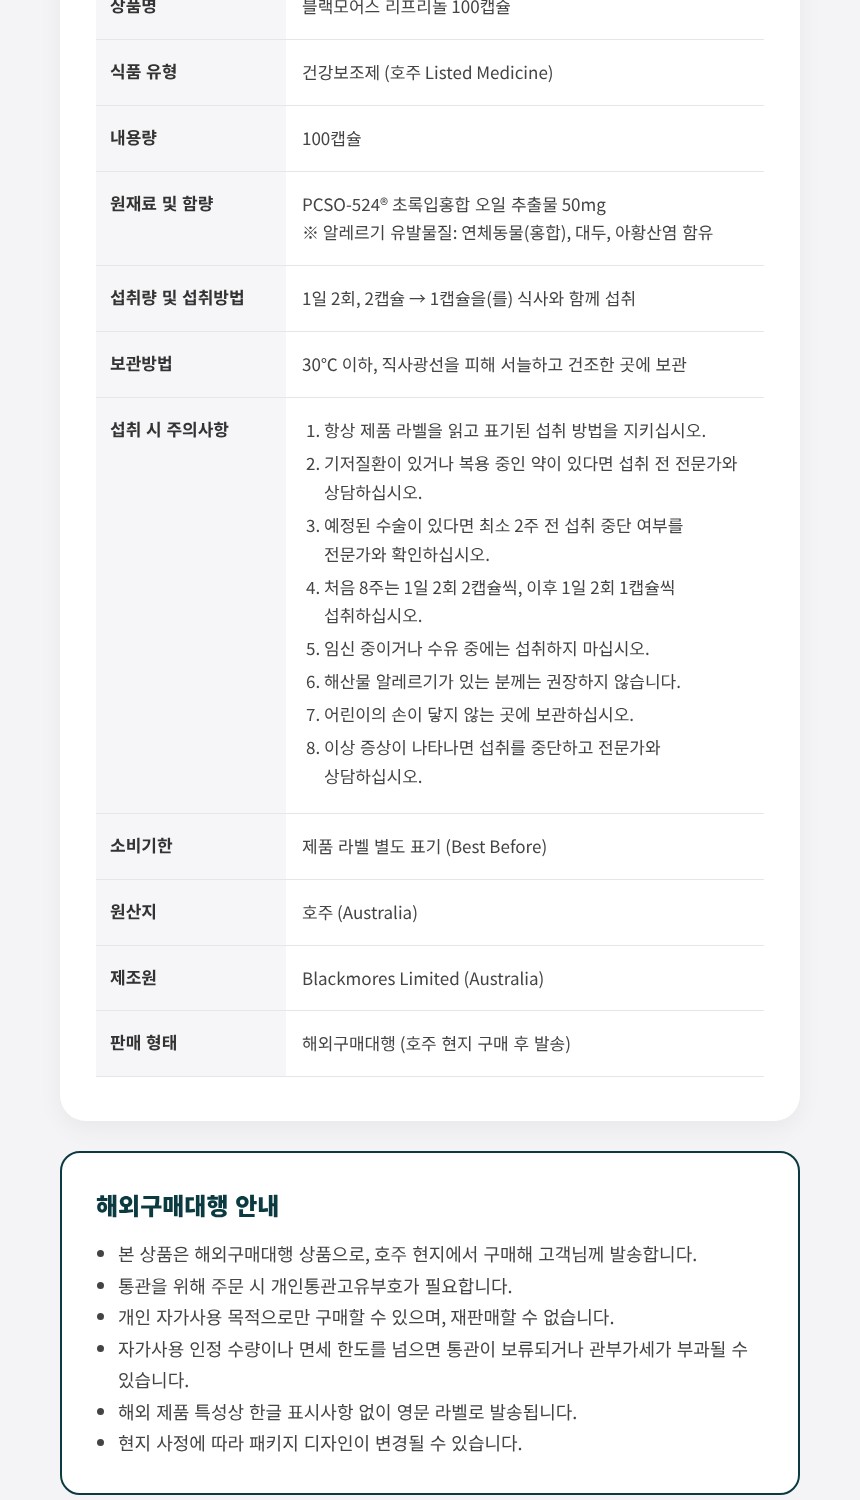 상품명 블랙모어스 리프리놀 100캡슐
식품 유형 건강보조제 (호주 Listed Medicine)
내용량 100캡슐
원재료 및 함량 PCSO-524® 초록입홍합 오일 추출물 50mg
※ 알레르기 유발물질: 연체동물(홍합), 대두, 아황산염 함유
섭취량 및 섭취방법 1일 2회, 2캡슐 → 1캡슐을(를) 식사와 함께 섭취
보관방법 30°C 이하, 직사광선을 피해 서늘하고 건조한 곳에 보관
섭취 시 주의사항 1. 항상 제품 라벨을 읽고 표기된 섭취 방법을 지키십시오.
2. 기저질환이 있거나 복용 중인 약이 있다면 섭취 전 전문가와
상담하십시오.
3. 예정된 수술이 있다면 최소 2주 전 섭취 중단 여부를
전문가와 확인하십시오.
4. 처음 8주는 1일 2회 2캡슐씩, 이후 1일 2회 1캡슐씩
섭취하십시오.
5. 임신 중이거나 수유 중에는 섭취하지 마십시오.
6. 해산물 알레르기가 있는 분께는 권장하지 않습니다.
7. 어린이의 손이 닿지 않는 곳에 보관하십시오.
8. 이상 증상이 나타나면 섭취를 중단하고 전문가와
상담하십시오.
소비기한 제품 라벨 별도 표기 (Best Before)
원산지 호주 (Australia)
제조원 Blackmores Limited (Australia)
판매 형태 해외구매대행 (호주 현지 구매 후 발송)
해외구매대행 안내
• 본 상품은 해외구매대행 상품으로, 호주 현지에서 구매해 고객님께 발송합니다.
• 통관을 위해 주문 시 개인통관고유부호가 필요합니다.
• 개인 자가사용 목적으로만 구매할 수 있으며, 재판매할 수 없습니다.
• 자가사용 인정 수량이나 면세 한도를 넘으면 통관이 보류되거나 관부가세가 부과될 수
있습니다.
• 해외 제품 특성상 한글 표시사항 없이 영문 라벨로 발송됩니다.
• 현지 사정에 따라 패키지 디자인이 변경될 수 있습니다.